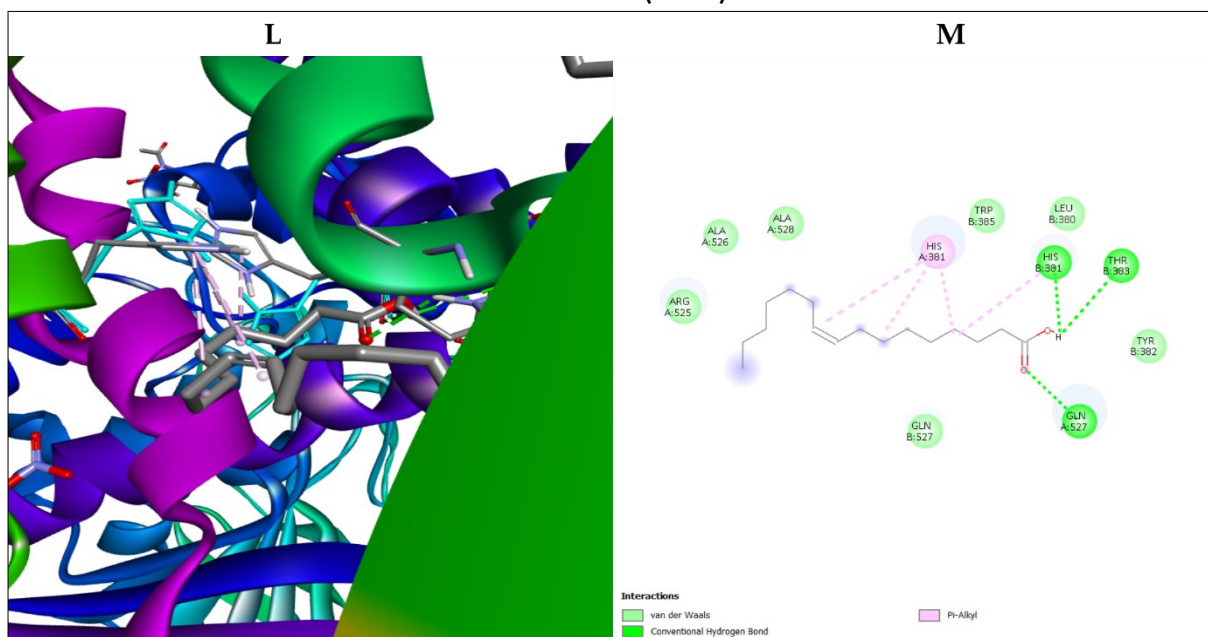 L
M
TRP
B:385
LEU
B:380
ALA
A:528
ALA
A:526
HIS
A:381
HIS
B:381
THR
B:383
ARG
A:525
TYR
B:382
O
H
O
GLN
A:527
GLN
B:527
Interactions
van der Waals
Pi-Alkyl
Conventional Hydrogen Bond